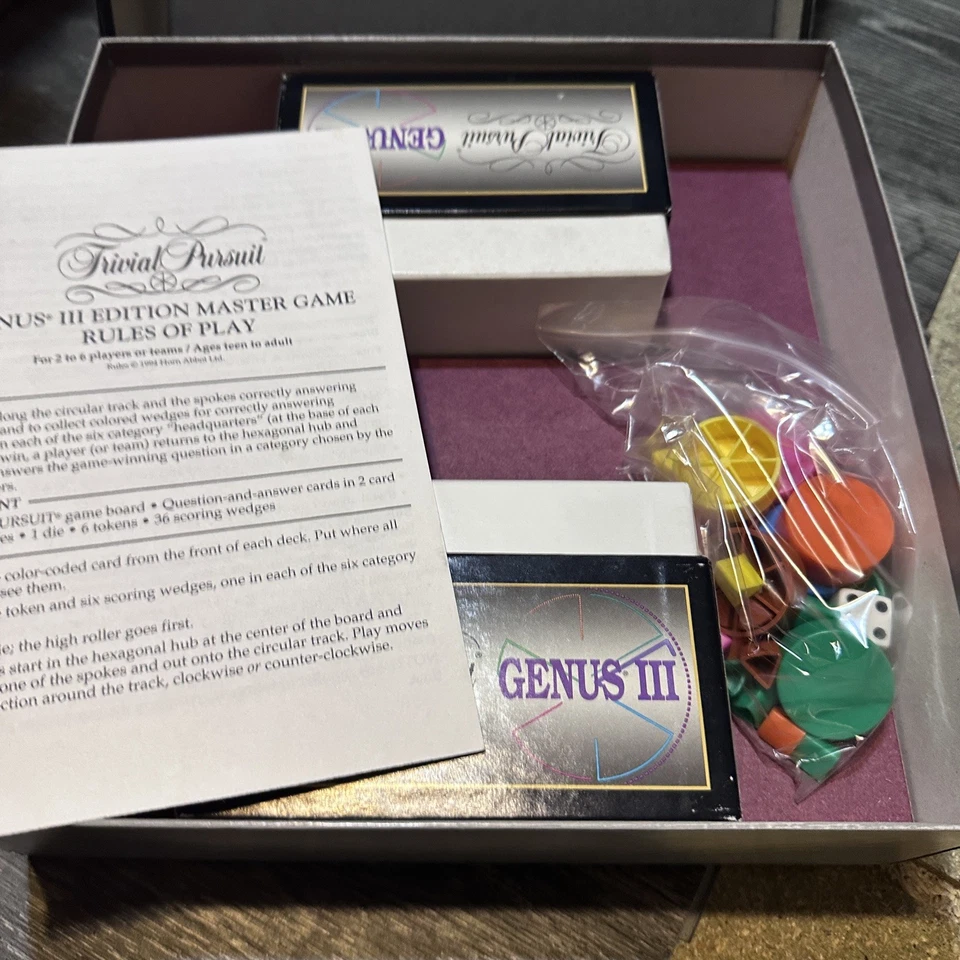 GENUS
Trivial Pursuit
Trivial Pursuit
NUS® III EDITION MASTER GAME
RULES OF PLAY
For 2 to 6 players or teams / Ages teen to adult
Rules © 1994 Horn Abbot Ltd.
long the circular track and the spokes correctly answering
and to collect colored wedges for correctly answering
n each of the six category "headquarters" (at the base of each
win, a player (or team) returns to the hexagonal hub and
nswers the game-winning question in a category chosen by the
ers.
NT
PURSUIT® game board • Question-and-answer cards in 2 card
es • 1 die • 6 tokens • 36 scoring wedges
color-coded card from the front of each deck. Put where all
see them.
token and six scoring wedges, one in each of the six category
e; the high roller goes first.
s start in the hexagonal hub at the center of the board and
one of the spokes and out onto the circular track. Play moves
ction around the track, clockwise or counter-clockwise.
GENUS® III